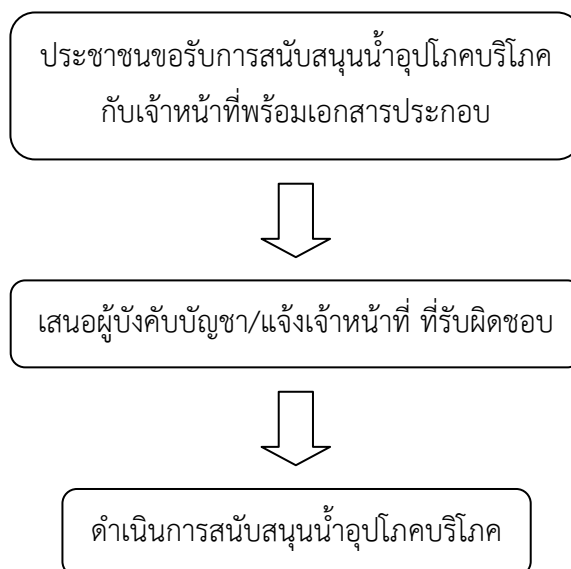 ประชาชนขอรับการสนับสนุนน้ำอุปโภคบริโภค
กับเจ้าหน้าที่พร้อมเอกสารประกอบ
เสนอผู้บังคับบัญชา/แจ้งเจ้าหน้าที่ ที่รับผิดชอบ
ดำเนินการสนับสนุนน้ำอุปโภคบริโภค